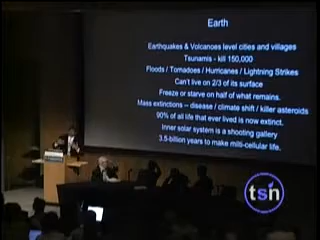 Earth
Earthquakes & Volcanoes level cities and villages
Tsunamis - kill 150,000
Floods / Tornadoes / Hurricanes / Lightning Strikes
Can't live on 2/3 of its surface
Freeze or starve on half of what remains.
Mass extinctions -- disease / climate shift / killer asteroids
90% of all life that ever lived is now extinct.
Inner solar system is a shooting gallery
3.5-billion years to make multi-cellular life.
tsn